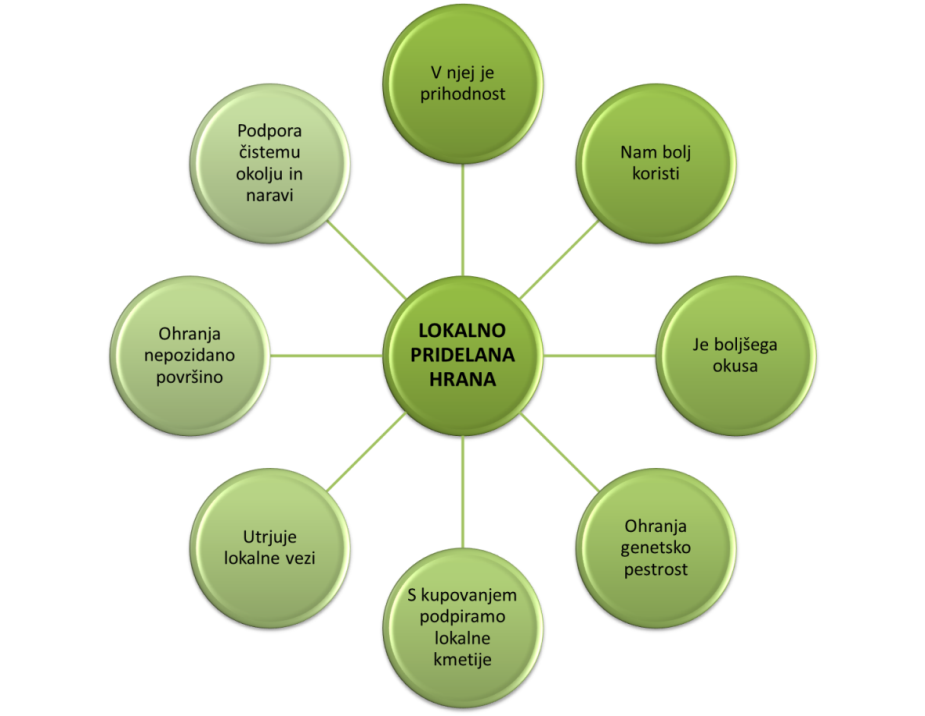 V njej je
prihodnost
Nam bolj
koristi
Je boljšega
okusa
Ohranja
genetsko
pestrost
S kupovanjem
podpiramo
lokalne
kmetije
Utrjuje
lokalne vezi
Ohranja
nepozidano
površino
Podpora
čistemu
okolju in
naravi
LOKALNO
PRIDELANA
HRANA